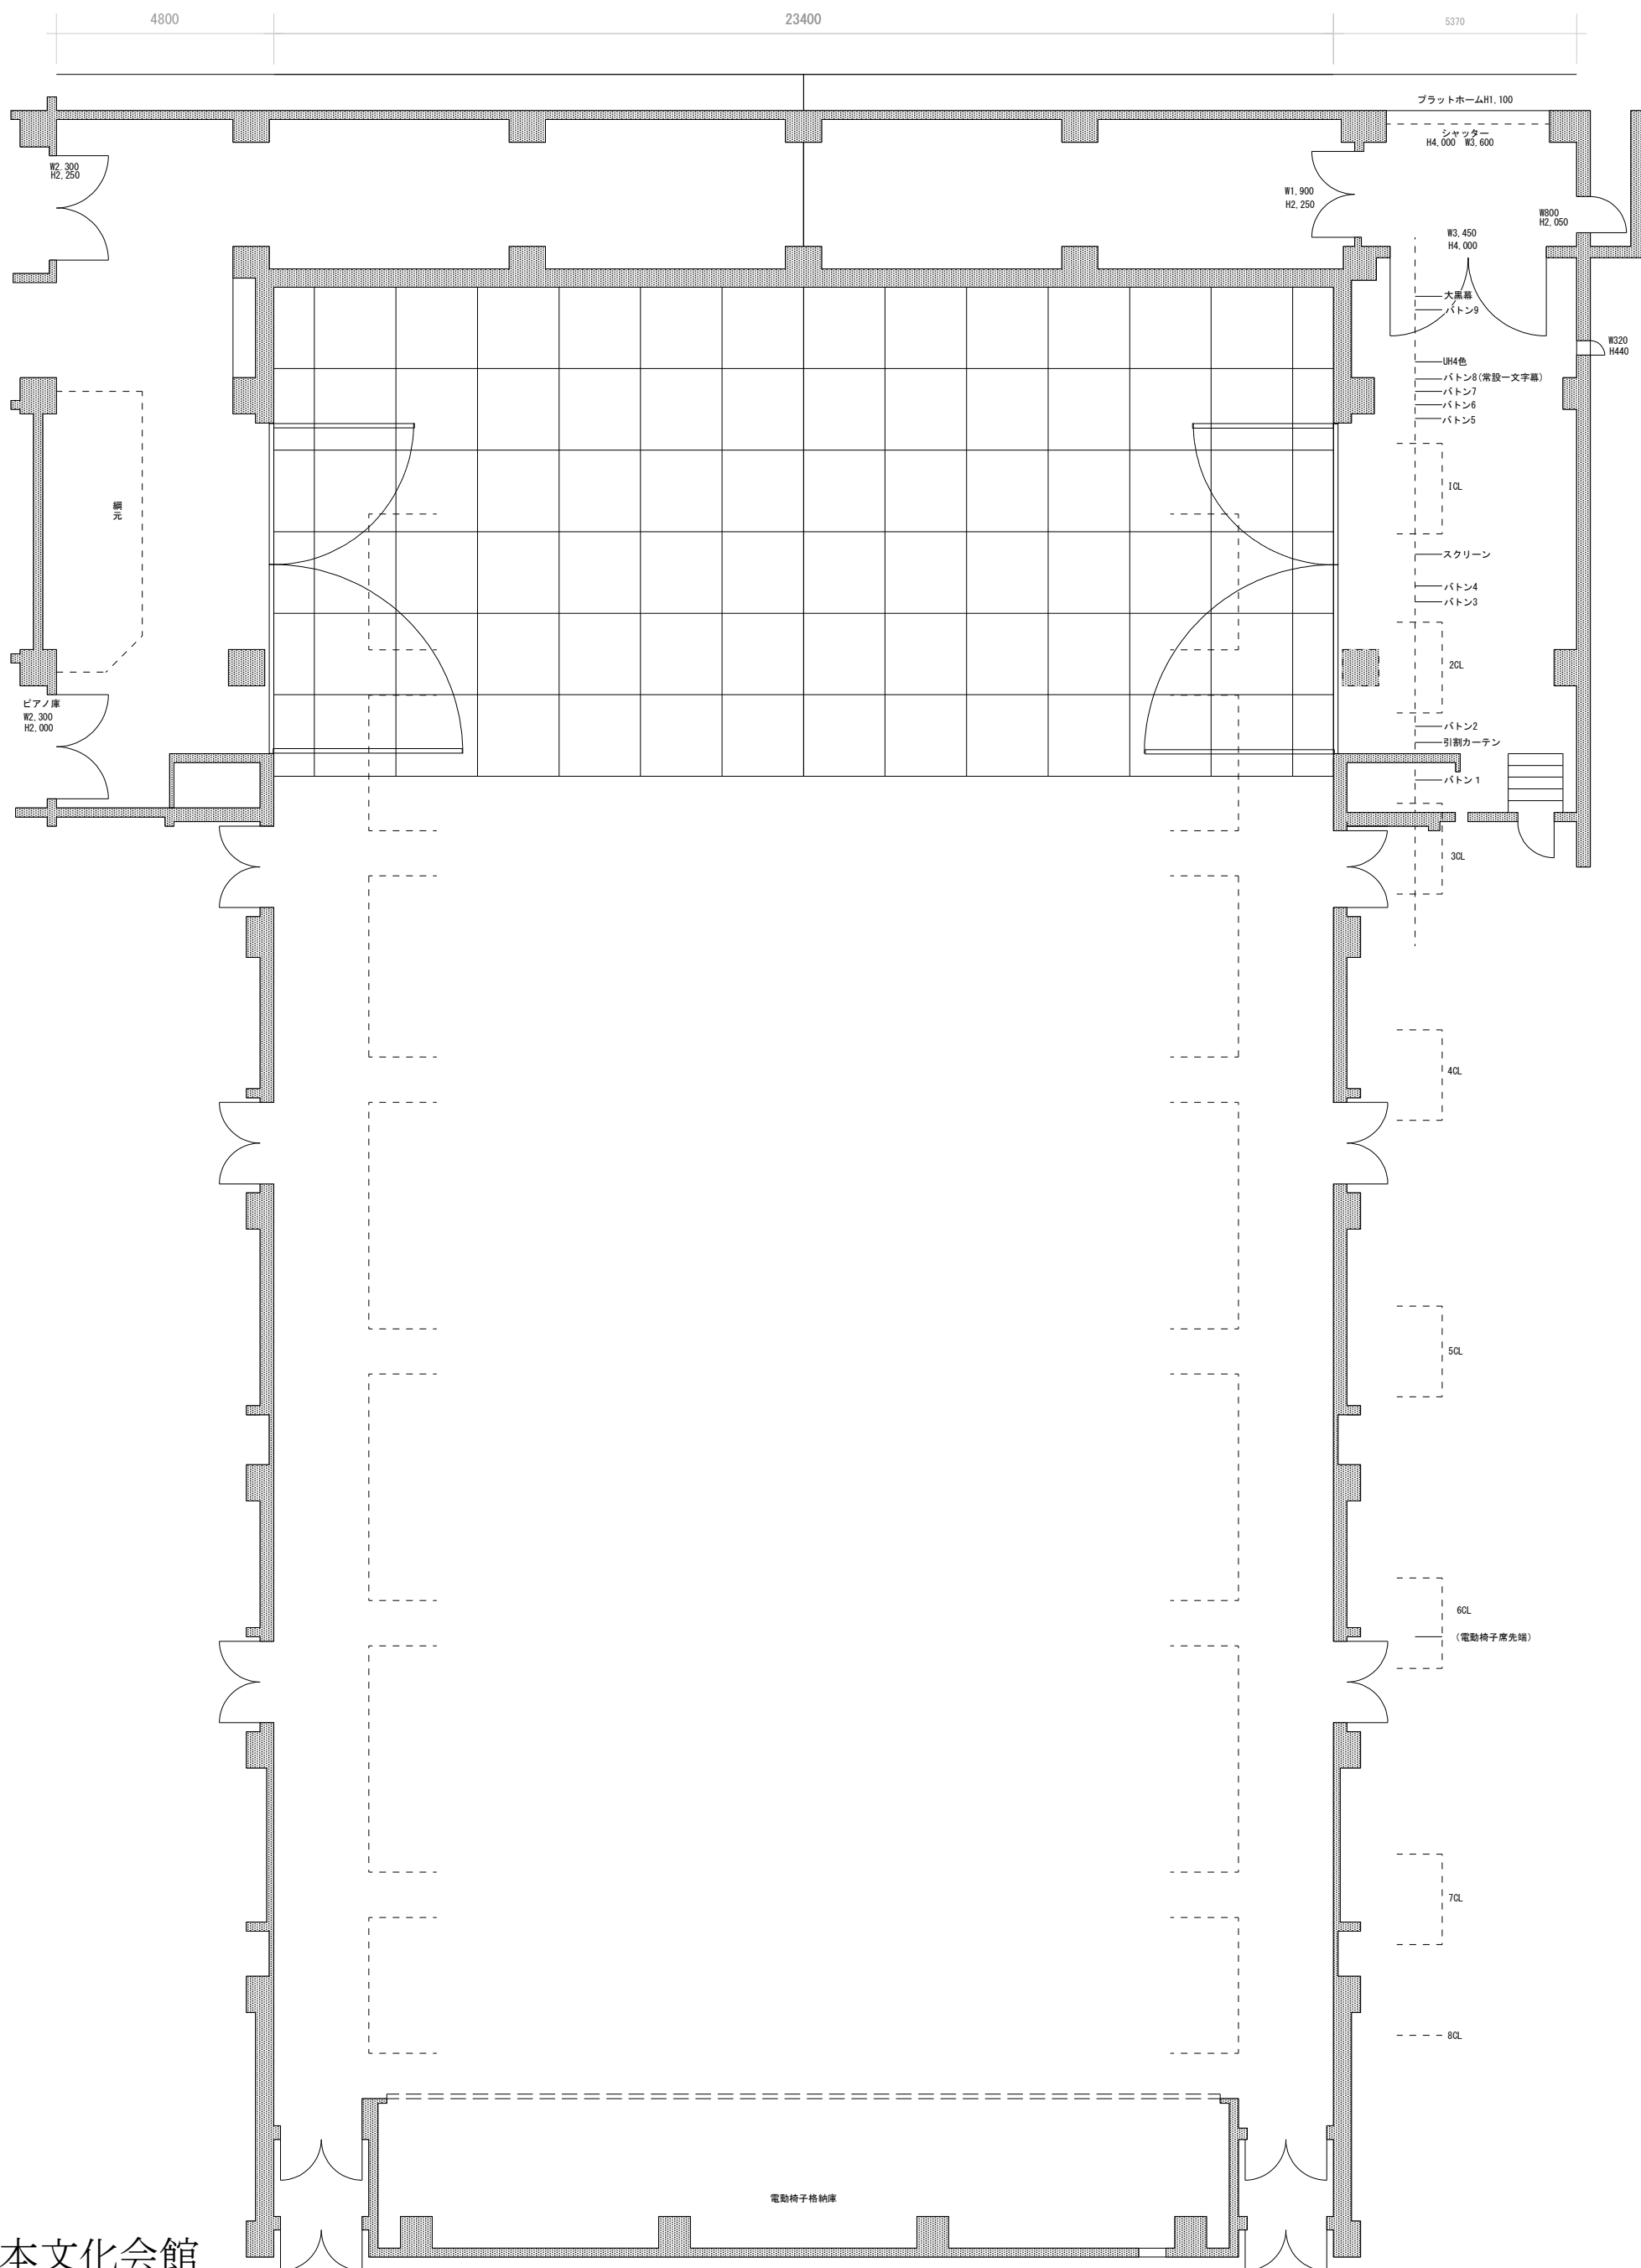 4800
23400
5370
プラットホームH1,100
シャッター
H4,000 W3,600
W2,300
H2,250
W1,900
H2,250
W800
H2,050
W3,450
H4,000
大黒幕
バトン9
W320
H440
UH4色
バトン8(常設一文字幕)
バトン7
バトン6
バトン5
1CL
綱元
スクリーン
バトン4
バトン3
2CL
ピアノ庫
W2,300
H2,000
バトン2
引割カーテン
バトン1
3CL
4CL
5CL
6CL
(電動椅子席先端)
7CL
8CL
電動椅子格納庫
本文化会館